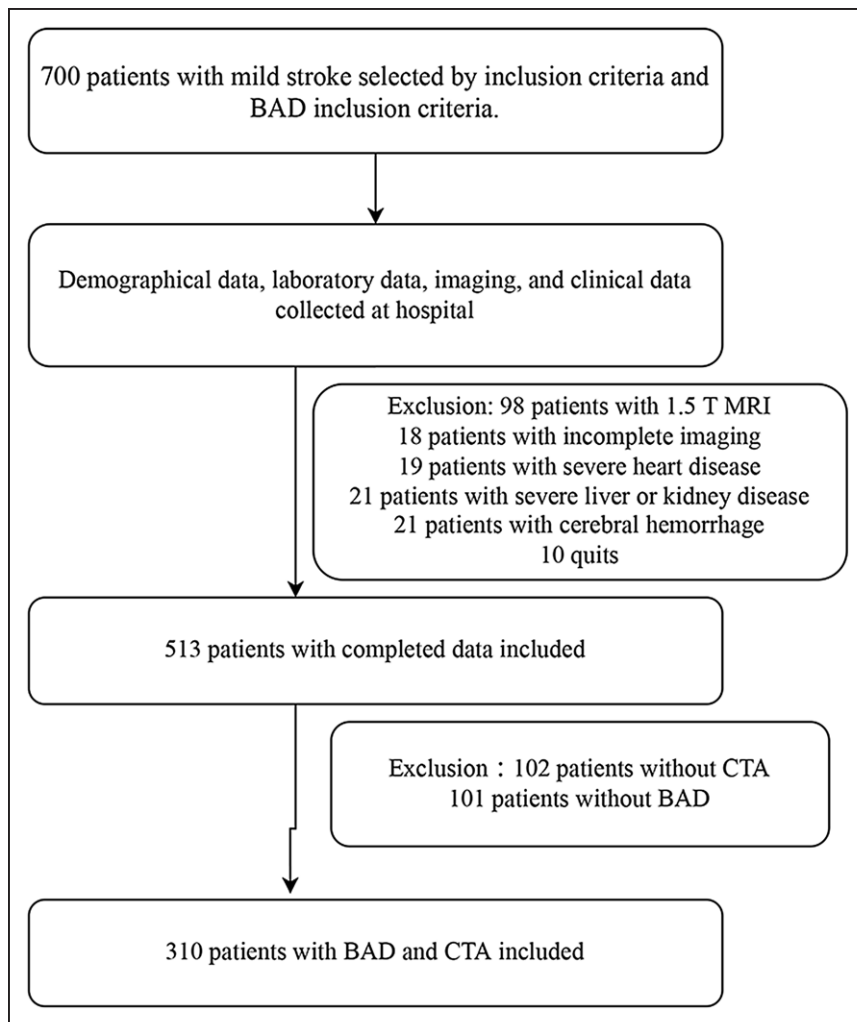 700 patients with mild stroke selected by inclusion criteria and
BAD inclusion criteria.
Demographical data, laboratory data, imaging, and clinical data
collected at hospital
Exclusion: 98 patients with 1.5 T MRI
18 patients with incomplete imaging
19 patients with severe heart disease
21 patients with severe liver or kidney disease
21 patients with cerebral hemorrhage
10 quits
513 patients with completed data included
Exclusion：102 patients without CTA
101 patients without BAD
310 patients with BAD and CTA included